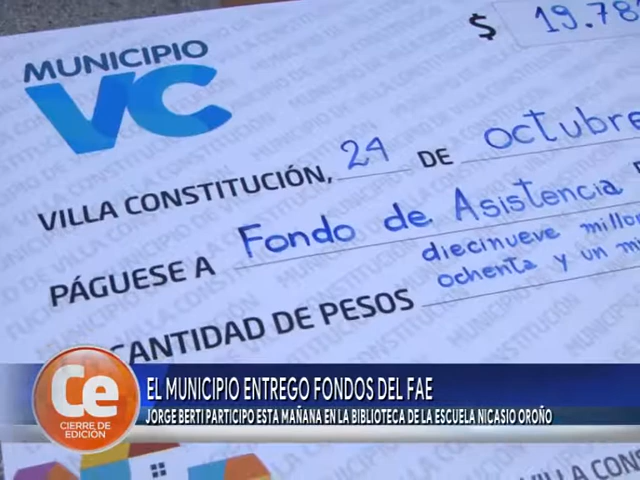 $ 19.78
MUNICIPIO
VC
VILLA CONSTITUCIÓN, 24 DE octubre
PÁGUESE A Fondo de Asistencia
diecinueve millo
CANTIDAD DE PESOS ochenta y un mi
Ce
CIERRE DE
EDICIÓN
EL MUNICIPIO ENTREGO FONDOS DEL FAE
JORGE BERTI PARTICIPO ESTA MAÑANA EN LA BIBLIOTECA DE LA ESCUELA NICASIO OROÑO